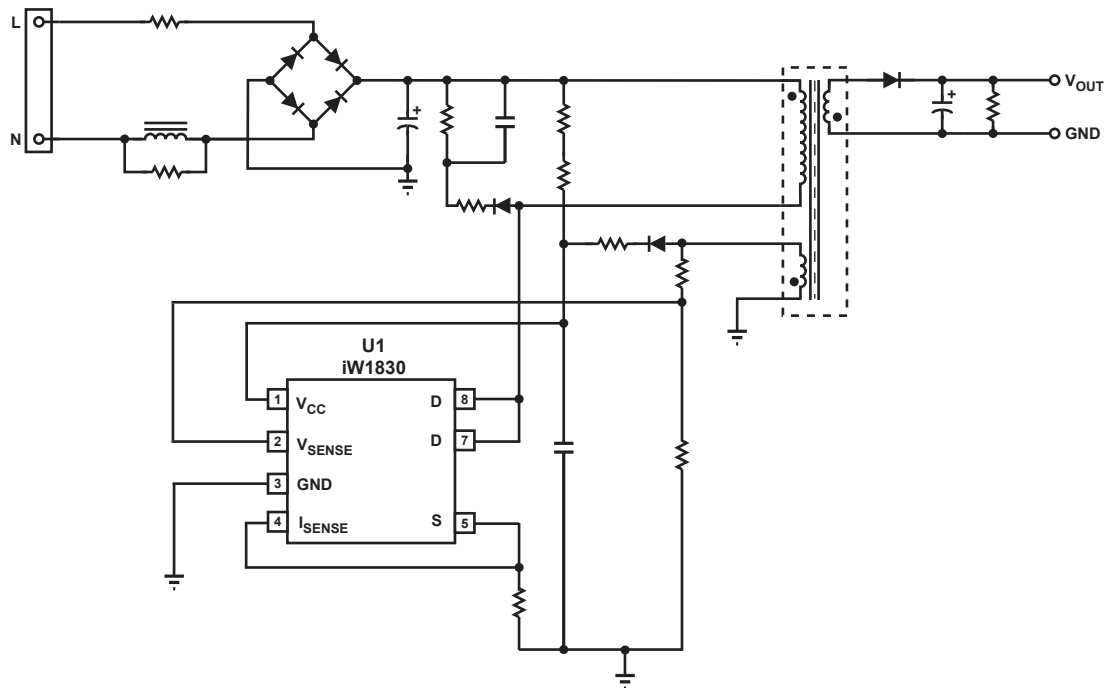 L
N
+
+
V_OUT
GND
U1
iW1830
1 V_CC D 8
2 V_SENSE D 7
3 GND
4 I_SENSE S 5